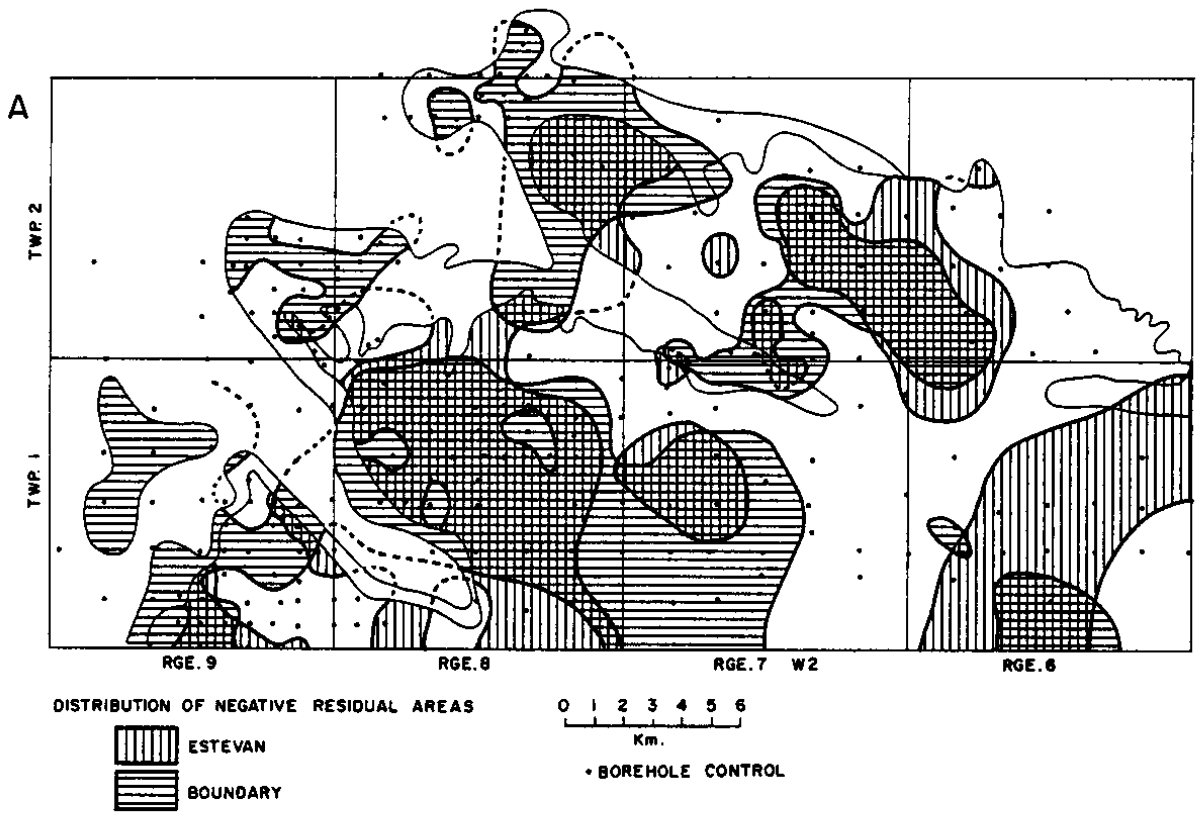 A
TWP. 2
TWP. 1
RGE. 9 RGE. 8 RGE. 7 W2 RGE. 6
DISTRIBUTION OF NEGATIVE RESIDUAL AREAS
ESTEVAN
BOUNDARY
0 1 2 3 4 5 6
Km.
• BOREHOLE CONTROL